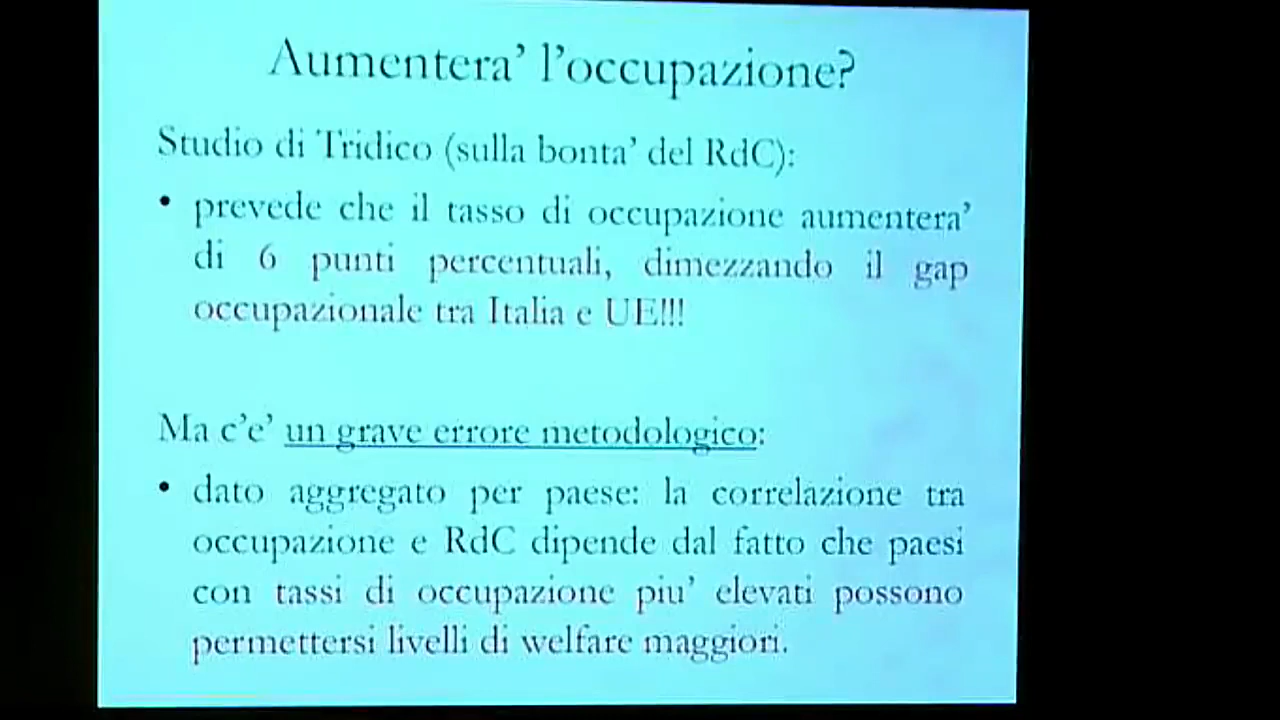 Aumentera' l'occupazione?
Studio di Tridico (sulla bonta' del RdC):
• prevede che il tasso di occupazione aumentera'
di 6 punti percentuali, dimezzando il gap
occupazionale tra Italia e UE!!!
Ma c'e' un grave errore metodologico:
• dato aggregato per paese: la correlazione tra
occupazione e RdC dipende dal fatto che paesi
con tassi di occupazione piu' elevati possono
permettersi livelli di welfare maggiori.